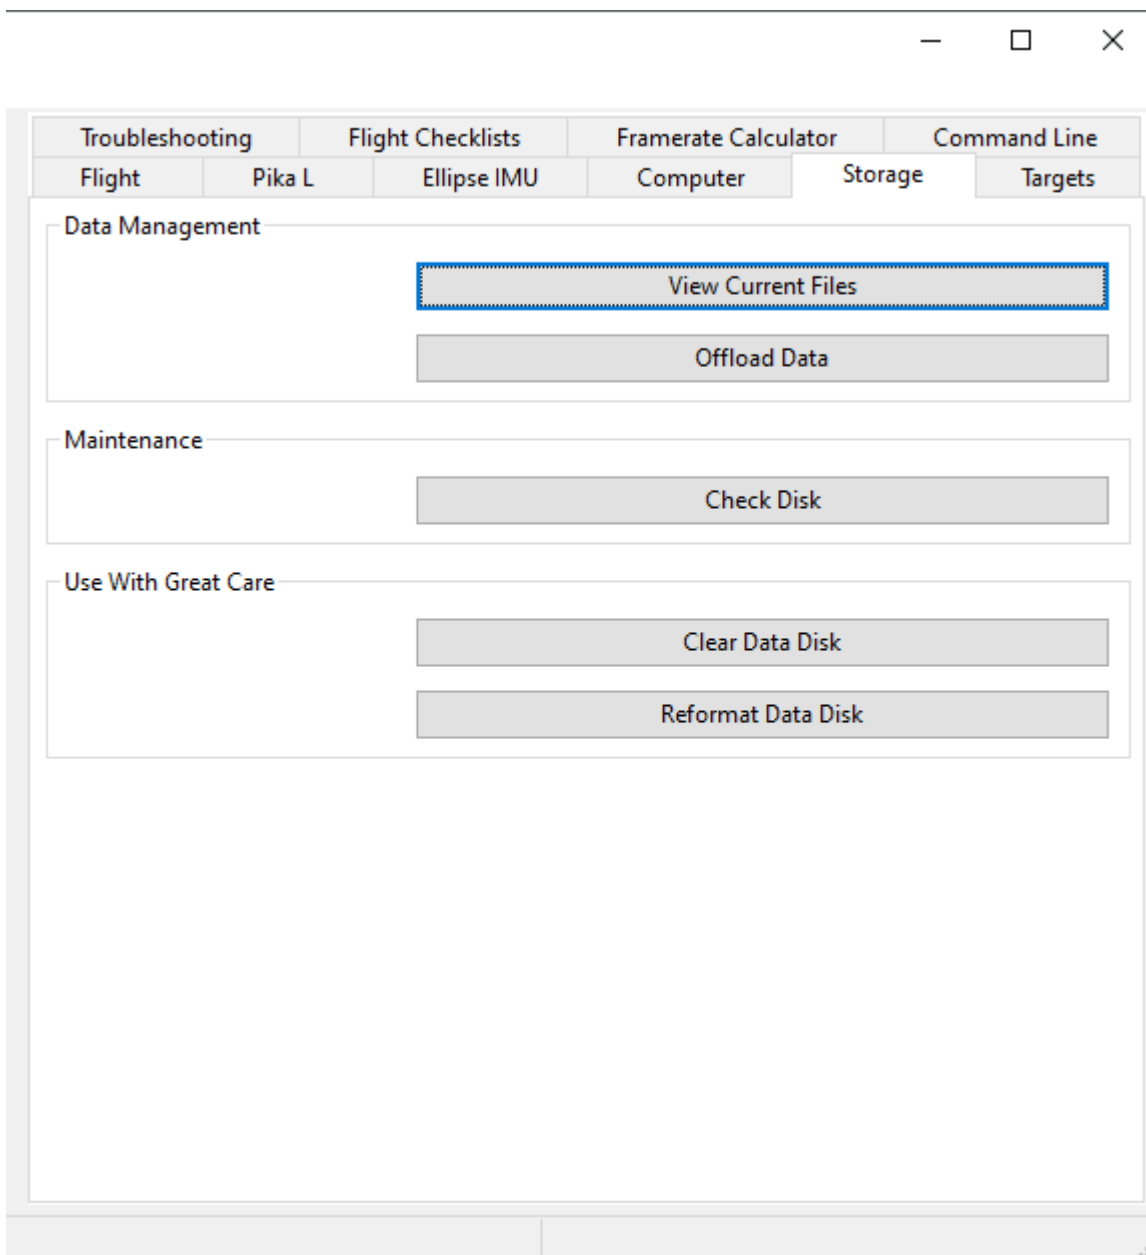 Troubleshooting Flight Checklists Framerate Calculator Command Line
Flight Pika L Ellipse IMU Computer Storage Targets
Data Management
View Current Files
Offload Data
Maintenance
Check Disk
Use With Great Care
Clear Data Disk
Reformat Data Disk